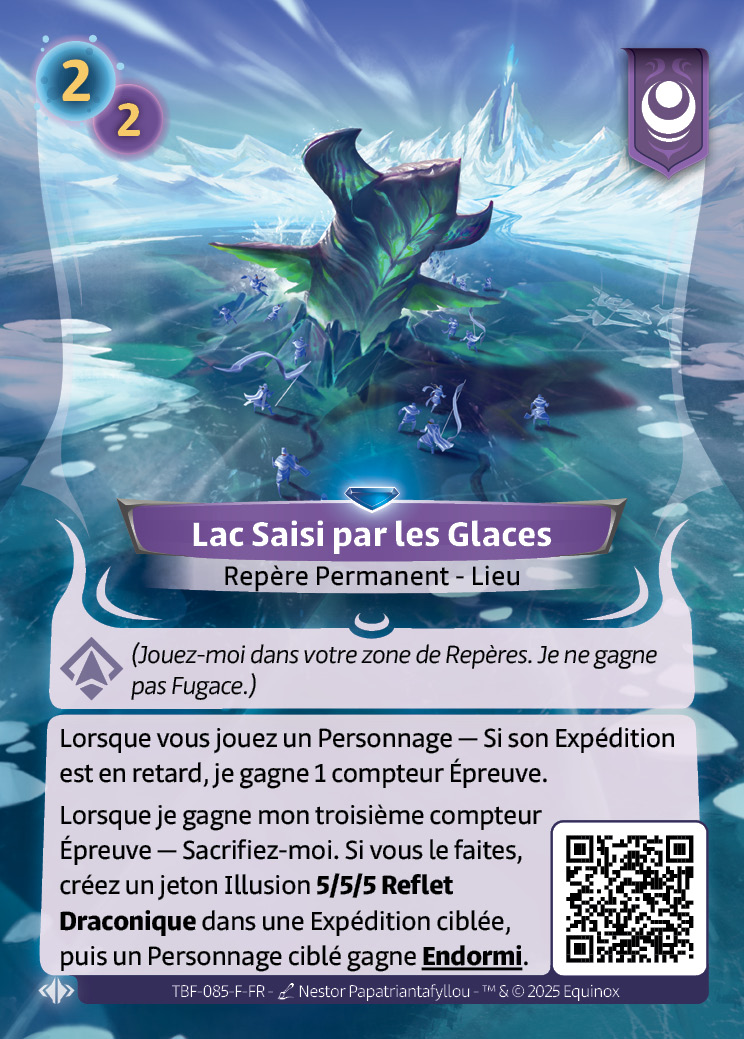 2
2
Lac Saisi par les Glaces
Repère Permanent - Lieu
(Jouez-moi dans votre zone de Repères. Je ne gagne
pas Fugace.)
Lorsque vous jouez un Personnage — Si son Expédition
est en retard, je gagne 1 compteur Épreuve.
Lorsque je gagne mon troisième compteur
Épreuve — Sacrifiez-moi. Si vous le faites,
créez un jeton Illusion 5/5/5 Reflet
Draconique dans une Expédition ciblée,
puis un Personnage ciblé gagne Endormi.
TBF-085-F-FR - Nestor Papatriantafyllou - ™ & © 2025 Equinox